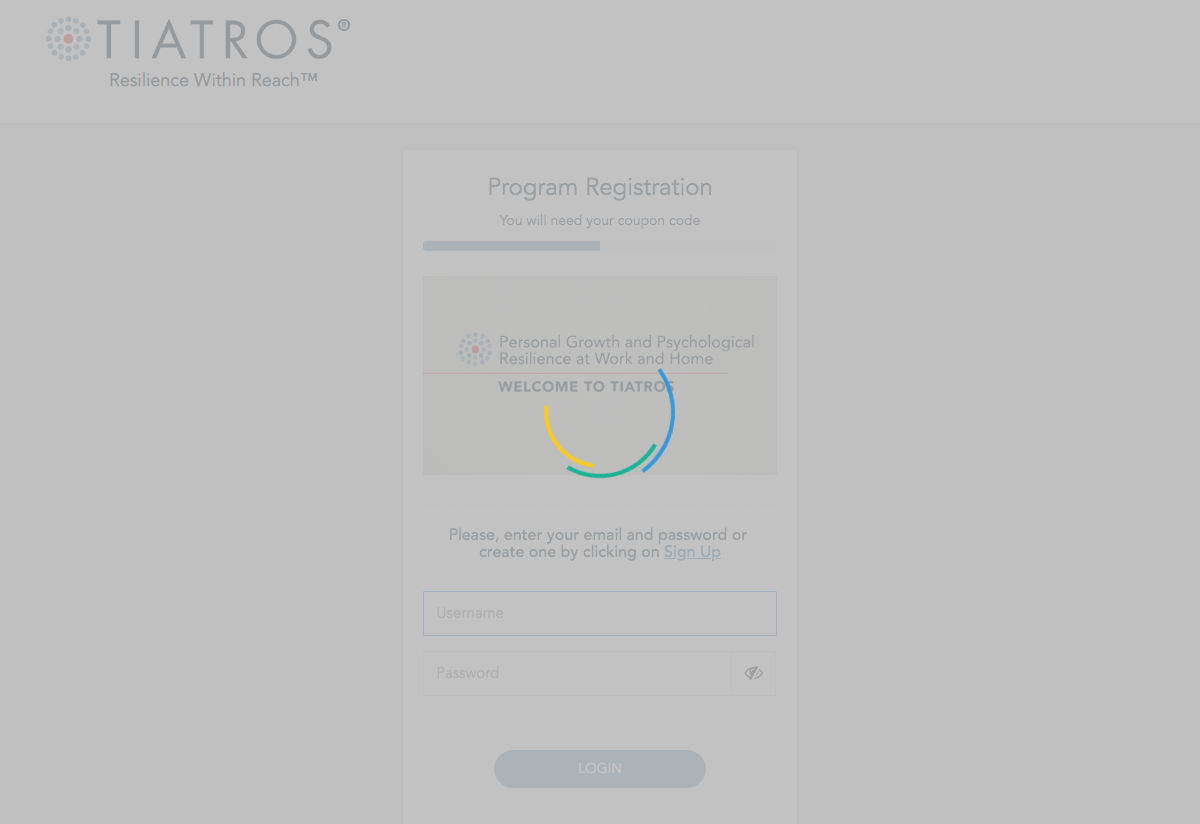 TIATROS®
Resilience Within Reach™
Program Registration
You will need your coupon code
Personal Growth and Psychological
Resilience at Work and Home
WELCOME TO TIATROS
Please, enter your email and password or
create one by clicking on Sign Up
Username
Password
LOGIN